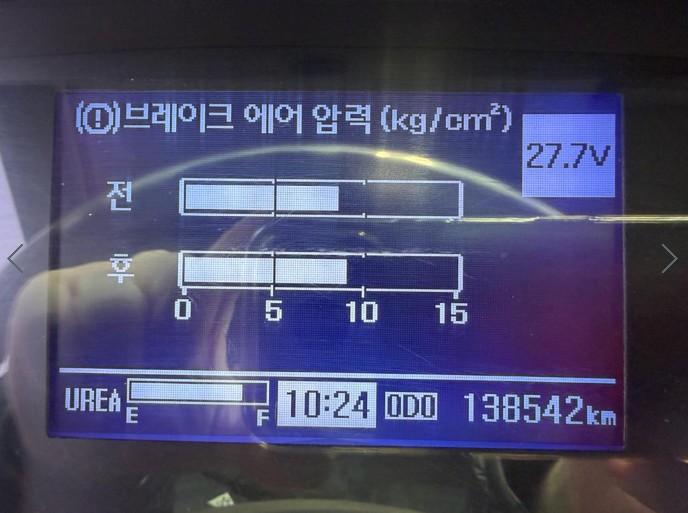 (!)브레이크 에어 압력 (kg/cm²)
27.7V
전
후
0 5 10 15
UREA E F 10:24 ODO 138542km